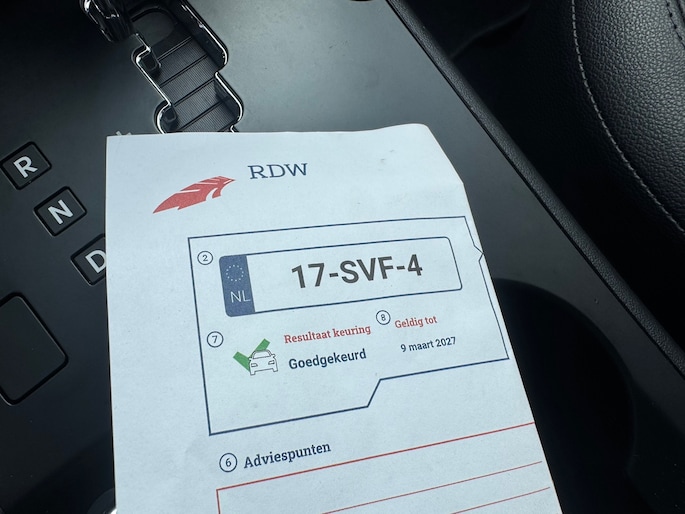 R
N
D
RDW
2
NL
17-SVF-4
7
Resultaat keuring
Goedgekeurd
8
Geldig tot
9 maart 2027
6
Adviespunten